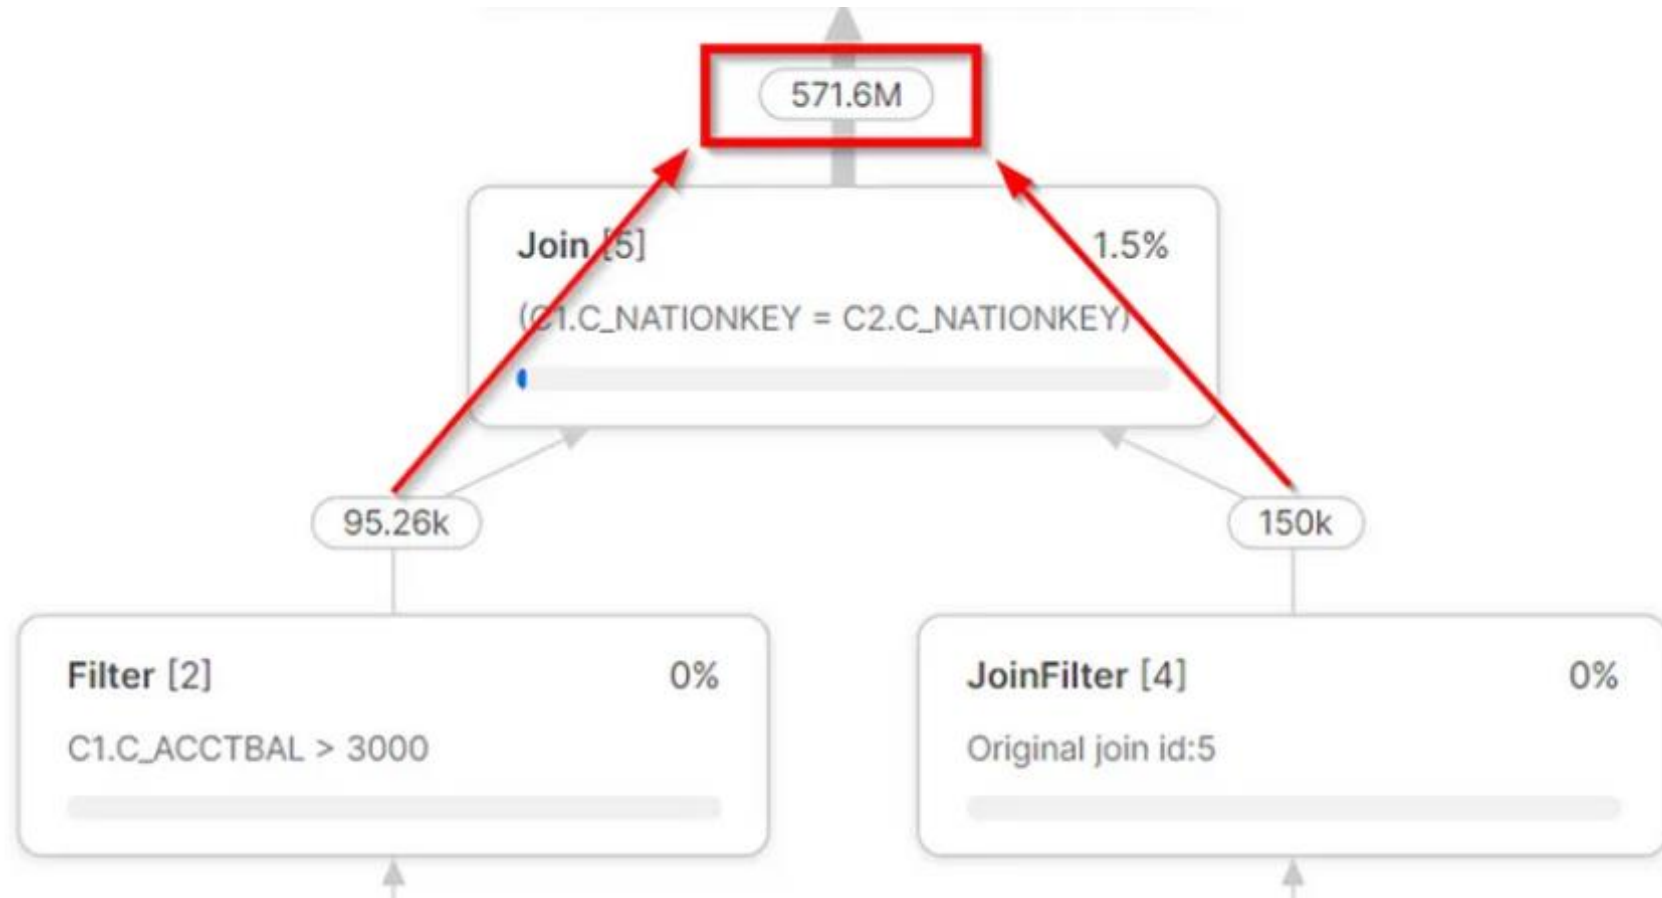 571.6M
Join [5] 1.5%
(C1.C_NATIONKEY = C2.C_NATIONKEY)
95.26k
150k
Filter [2] 0%
C1.C_ACCTBAL > 3000
JoinFilter [4] 0%
Original join id:5